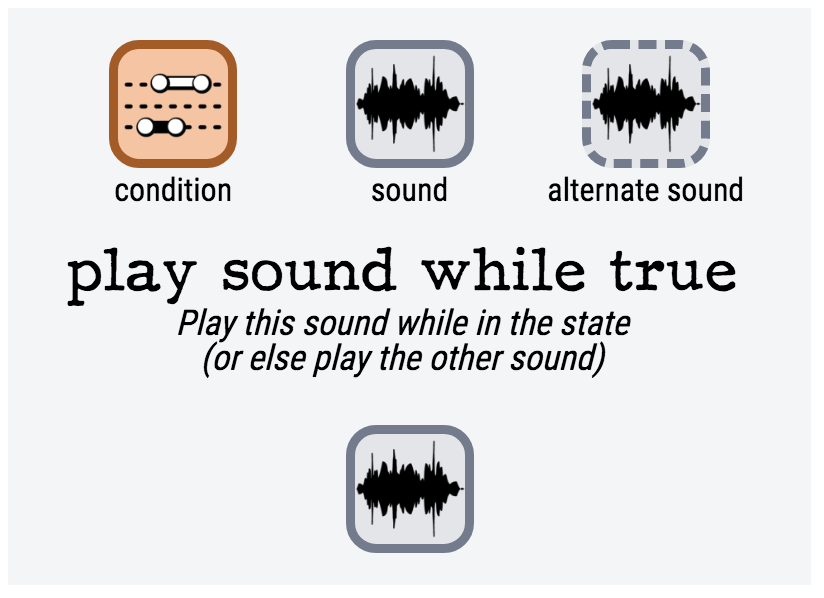 condition
sound
alternate sound
play sound while true
Play this sound while in the state
(or else play the other sound)